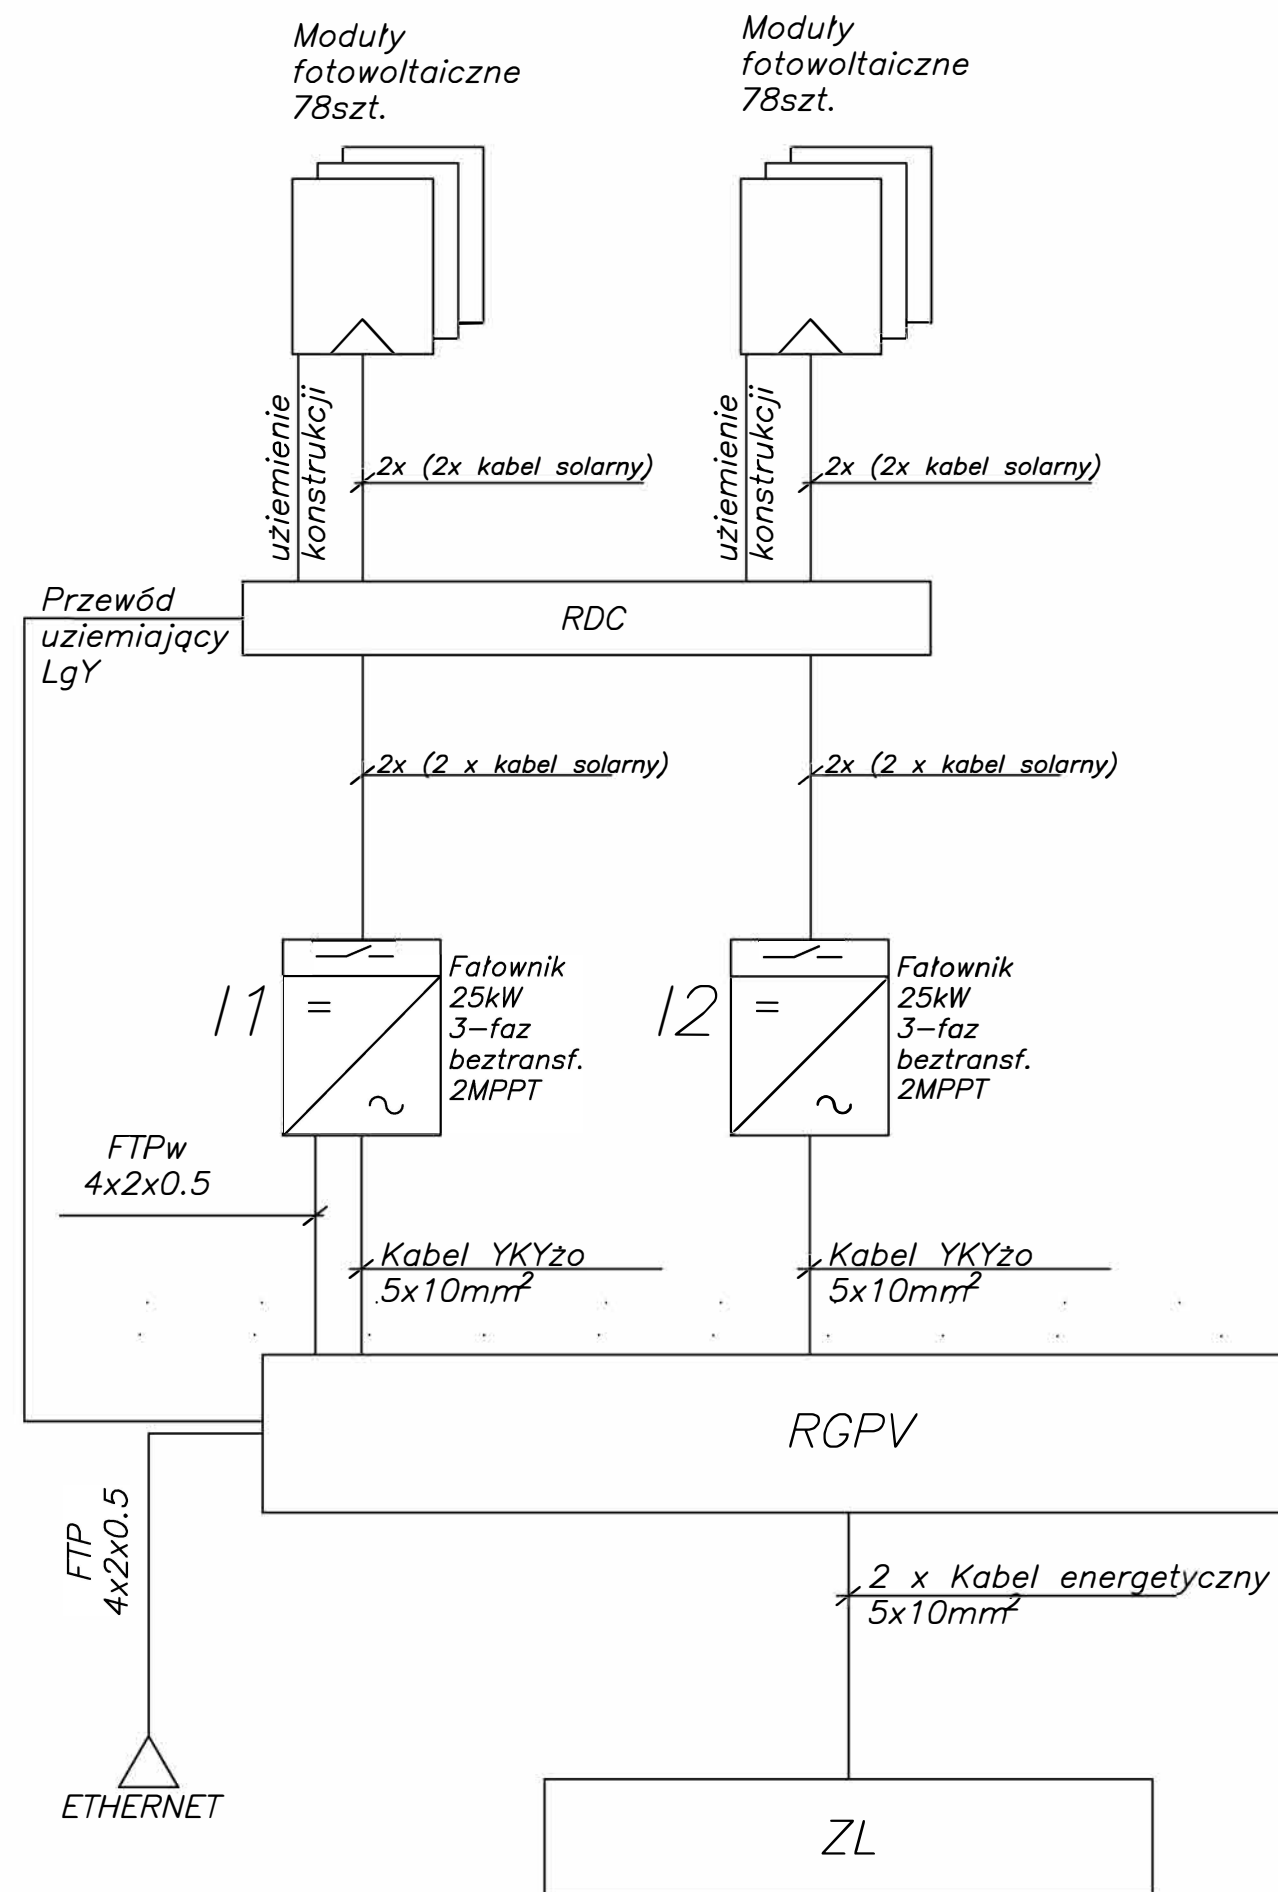 Moduły
fotowoltaiczne
78szt.
Moduły
fotowoltaiczne
78szt.
użiemienie
konstrukcji
2x (2x kabel solarny)
użiemienie
konstrukcji
2x (2x kabel solarny)
Przewód
uziemiający
LgY
RDC
2x (2 x kabel solarny)
2x (2 x kabel solarny)
I1
=
~
Fałownik
25kW
3-faz
beztransf.
2MPPT
I2
=
~
Fałownik
25kW
3-faz
beztransf.
2MPPT
FTPw
4x2x0.5
Kabel YKYżo
5x10mm²
Kabel YKYżo
5x10mm²
RGPV
FTP
4x2x0.5
2 x Kabel energetyczny
5x10mm²
ETHERNET
ZL